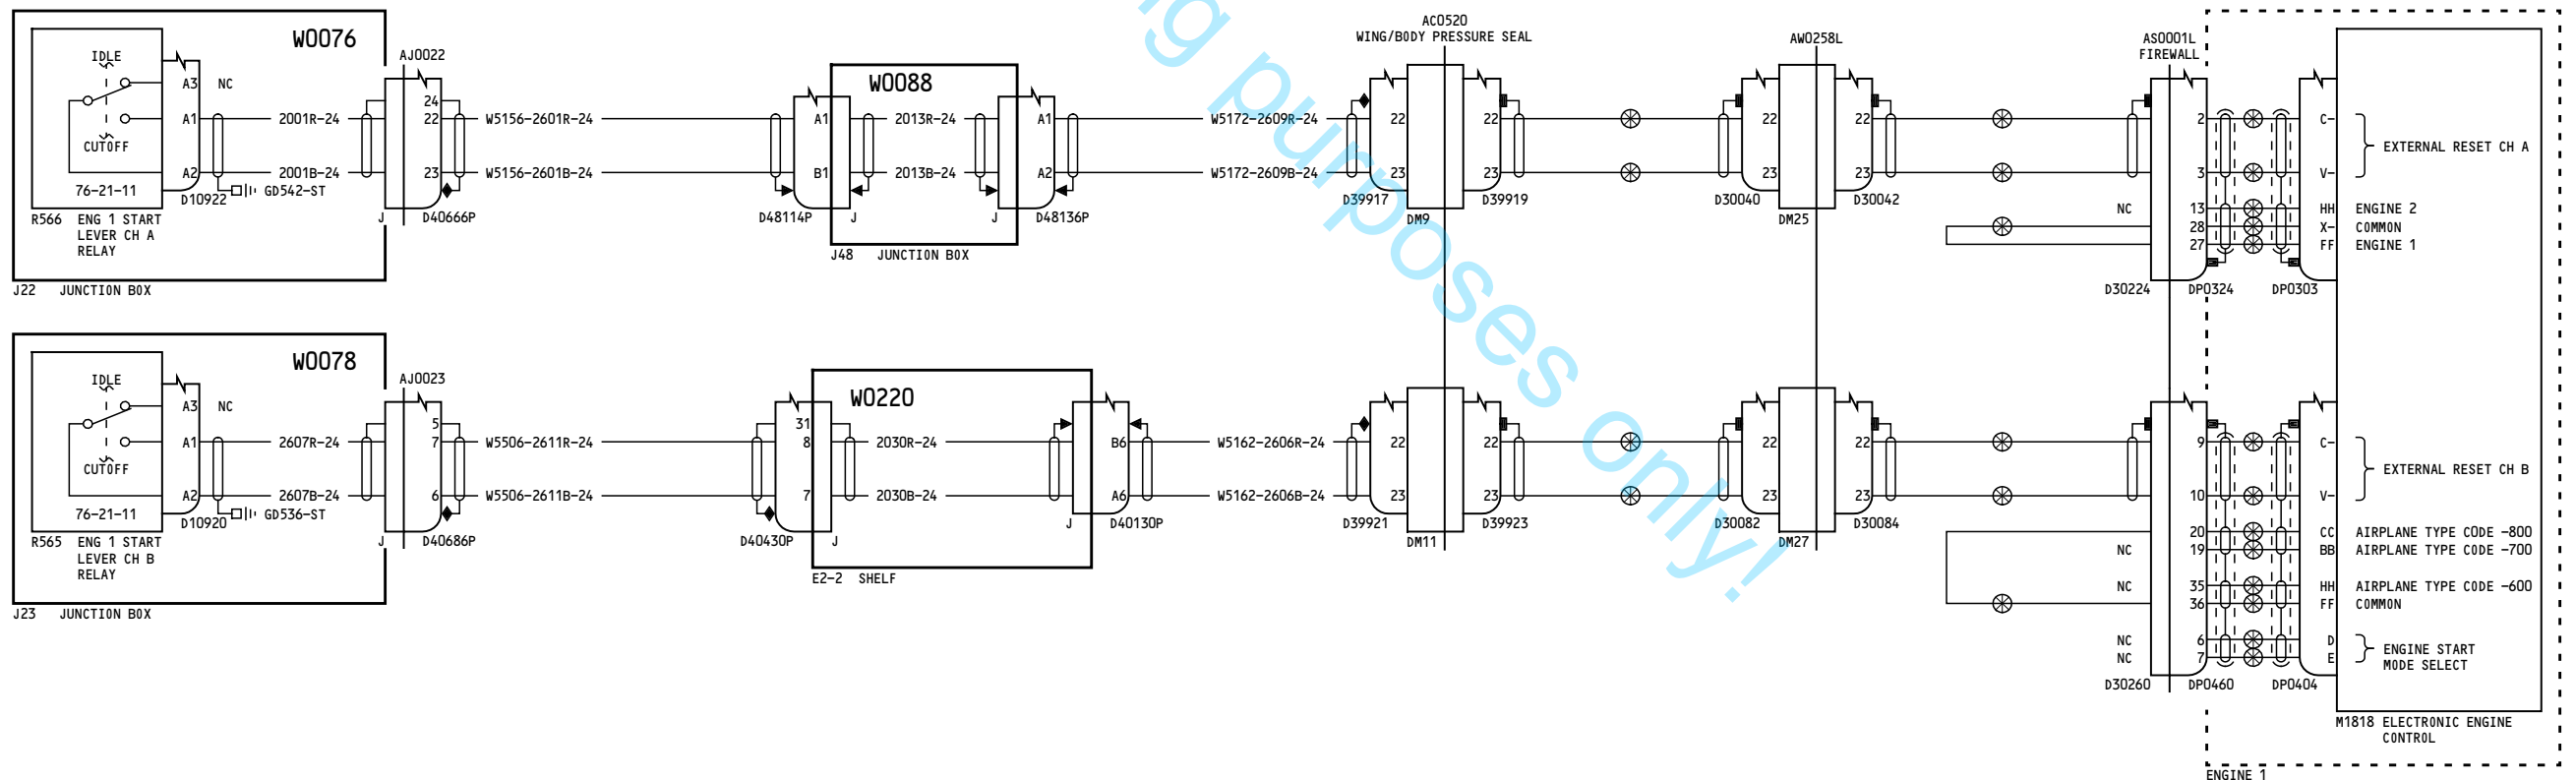 W0076
IDLE
A3 NC
A1 2001R-24
CUTOFF
A2 2001B-24
76-21-11
D10922
GD542-ST
R566 ENG 1 START
LEVER CH A
RELAY
J22 JUNCTION BOX
AJ0022
24
22 W5156-2601R-24
23 W5156-2601B-24
J D40666P
W0088
A1 2013R-24 A1
B1 2013B-24 A2
D48114P J J D48136P
J48 JUNCTION BOX
W5172-2609R-24
W5172-2609B-24
AC0520
WING/BODY PRESSURE SEAL
22 22
23 23
D39917 D39919
DM9
AW0258L
22 22
23 23
D30040 D30042
DM25
AS0001L
FIREWALL
2 C-
EXTERNAL RESET CH A
3 V-
NC 13 HH ENGINE 2
28 X- COMMON
27 FF ENGINE 1
D30224 DP0324 DP0303
W0078
IDLE
A3 NC
A1 2607R-24
CUTOFF
A2 2607B-24
76-21-11
D10920
GD536-ST
R565 ENG 1 START
LEVER CH B
RELAY
J23 JUNCTION BOX
AJ0023
5
7 W5506-2611R-24
6 W5506-2611B-24
J D40686P
W0220
31
8 2030R-24 B6
7 2030B-24 A6
D40430P J J D40130P
E2-2 SHELF
W5162-2606R-24
W5162-2606B-24
22 22
23 23
D39921 D39923
DM11
22 22
23 23
D30082 D30084
DM27
9 C-
EXTERNAL RESET CH B
10 V-
20 CC AIRPLANE TYPE CODE -800
NC 19 BB AIRPLANE TYPE CODE -700
NC 35 HH AIRPLANE TYPE CODE -600
36 FF COMMON
NC 6 D
NC 7 E
ENGINE START
MODE SELECT
D30260 DP0460 DP0404
M1818 ELECTRONIC ENGINE
CONTROL
ENGINE 1
ng purposes only!